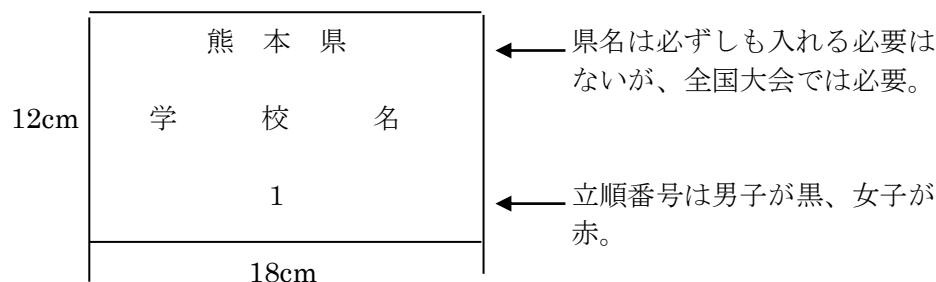 熊　本　県
県名は必ずしも入れる必要は
ないが、全国大会では必要。
12cm
学　　校　　名
1
立順番号は男子が黒、女子が
赤。
18cm